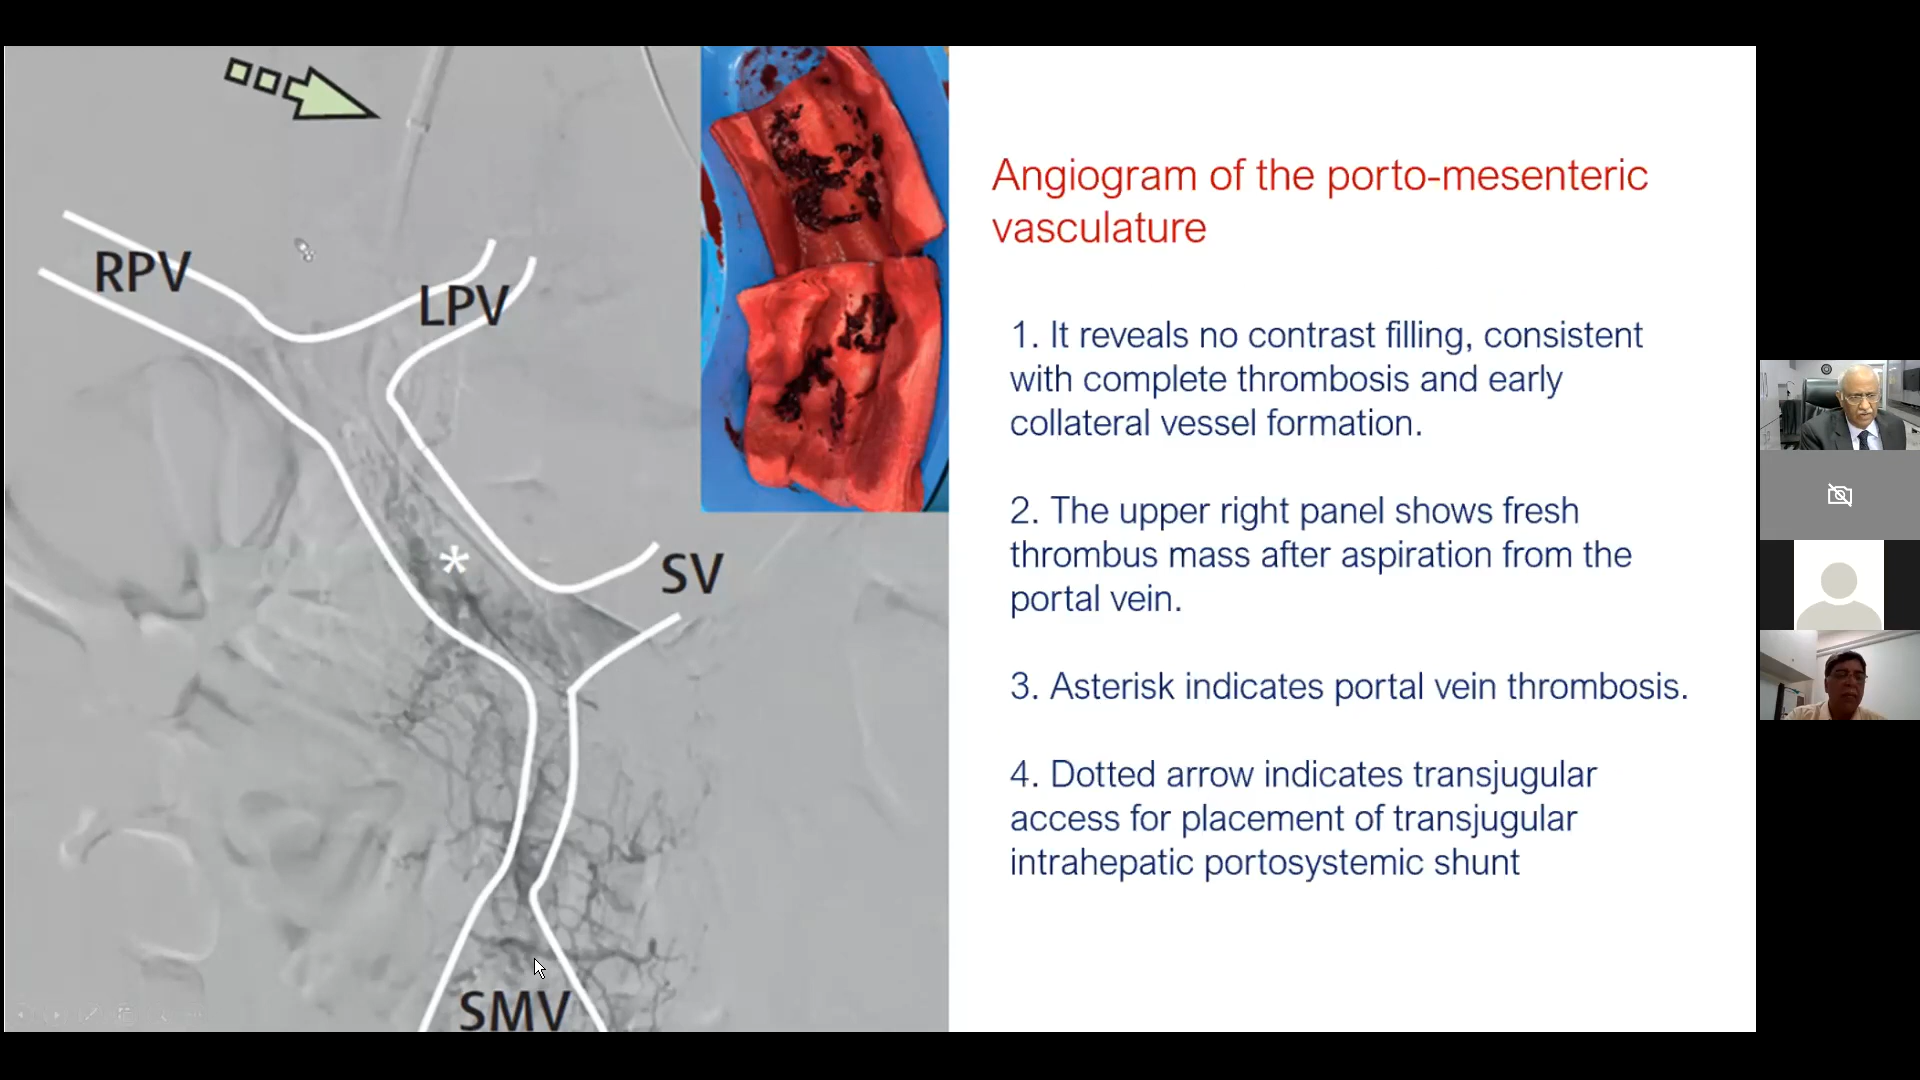 RPV
LPV
*
SV
SMV
Angiogram of the porto-mesenteric
vasculature
1. It reveals no contrast filling, consistent
with complete thrombosis and early
collateral vessel formation.
2. The upper right panel shows fresh
thrombus mass after aspiration from the
portal vein.
3. Asterisk indicates portal vein thrombosis.
4. Dotted arrow indicates transjugular
access for placement of transjugular
intrahepatic portosystemic shunt